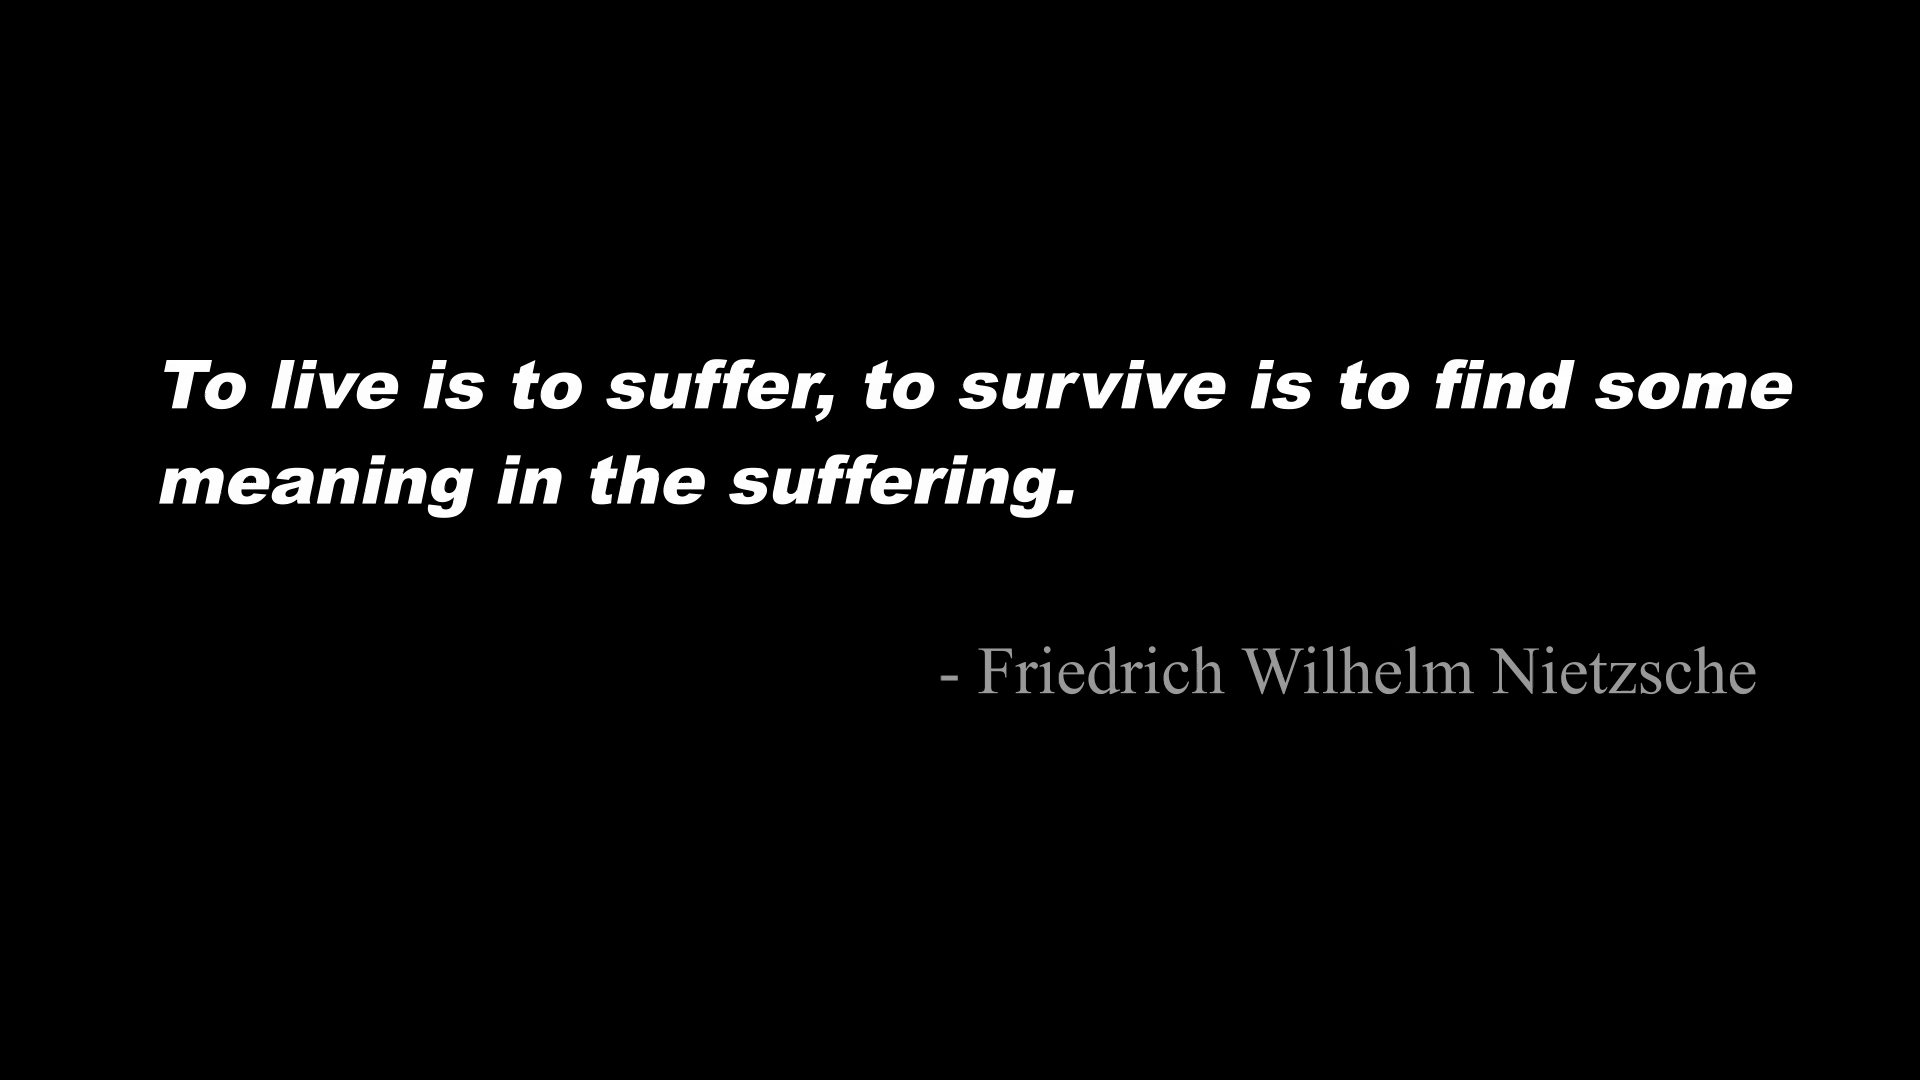 To live is to suffer, to survive is to find some
meaning in the suffering.
- Friedrich Wilhelm Nietzsche